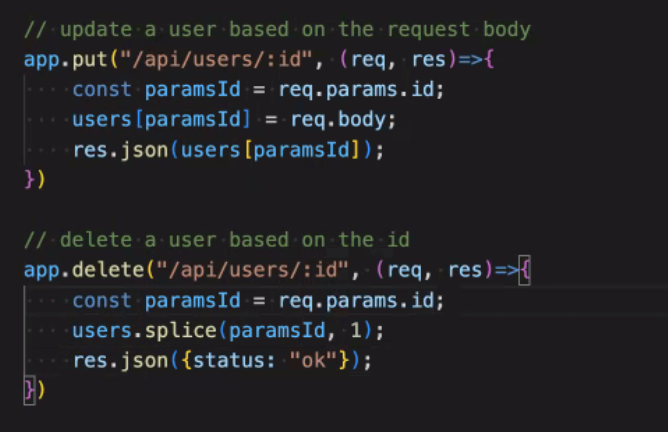 // update a user based on the request body
app.put("/api/users/:id", (req, res)=>{
    const paramsId = req.params.id;
    users[paramsId] = req.body;
    res.json(users[paramsId]);
})

// delete a user based on the id
app.delete("/api/users/:id", (req, res)=>{
    const paramsId = req.params.id;
    users.splice(paramsId, 1);
    res.json({status: "ok"});
})